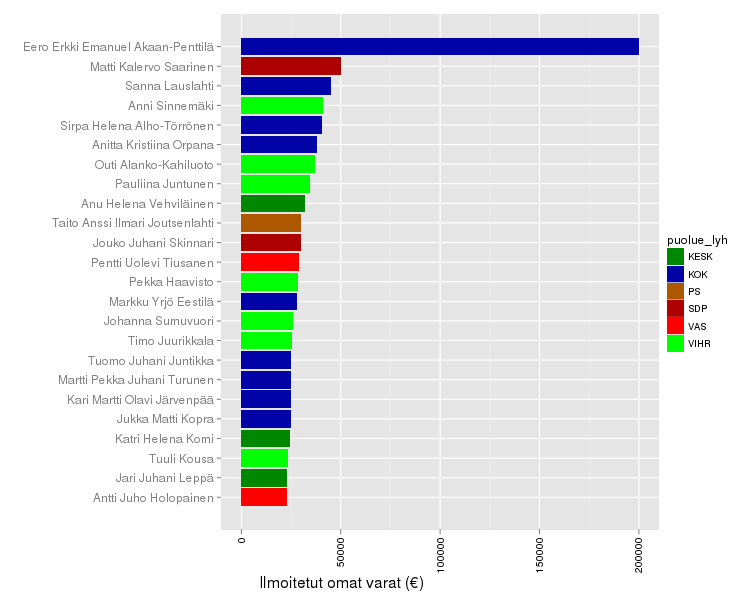 Eero Erkki Emanuel Akaan-Penttilä
Matti Kalervo Saarinen
Sanna Lauslahti
Anni Sinnemäki
Sirpa Helena Alho-Törrönen
Anitta Kristiina Orpana
Outi Alanko-Kahiluoto
Pauliina Juntunen
Anu Helena Vehviläinen
Taito Anssi Ilmari Joutsenlahti
Jouko Juhani Skinnari
Pentti Uolevi Tiusanen
Pekka Haavisto
Markku Yrjö Eestilä
Johanna Sumuvuori
Timo Juurikkala
Tuomo Juhani Juntikka
Martti Pekka Juhani Turunen
Kari Martti Olavi Järvenpää
Jukka Matti Kopra
Katri Helena Komi
Tuuli Kousa
Jari Juhani Leppä
Antti Juho Holopainen
0
50000
100000
150000
200000
Ilmoitetut omat varat (€)
puolue_lyh
KESK
KOK
PS
SDP
VAS
VIHR